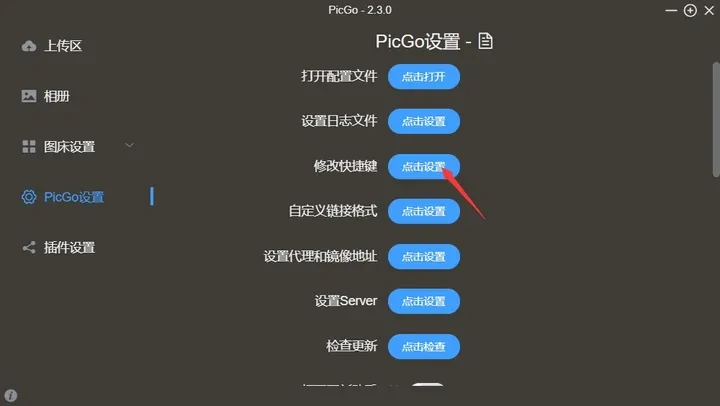 PicGo - 2.3.0
上传区
相册
图床设置
PicGo设置
插件设置
PicGo设置 -
打开配置文件 点击打开
设置日志文件 点击设置
修改快捷键 点击设置
自定义链接格式 点击设置
设置代理和镜像地址 点击设置
设置Server 点击设置
检查更新 点击检查